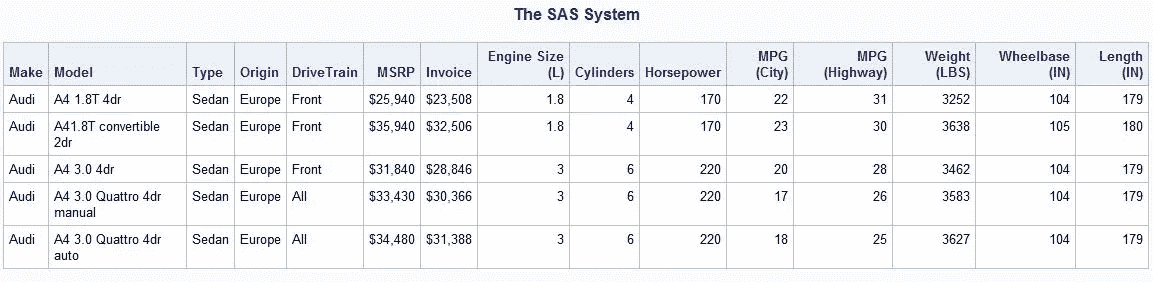 The SAS System
Engine Size MPG MPG Weight Wheelbase Length
Make Model Type Origin DriveTrain MSRP Invoice (L) Cylinders Horsepower (City) (Highway) (LBS) (IN) (IN)
Audi A4 1.8T 4dr Sedan Europe Front $25,940 $23,508 1.8 4 170 22 31 3252 104 179
Audi A41.8T convertible Sedan Europe Front $35,940 $32,506 1.8 4 170 23 30 3638 105 180
2dr
Audi A4 3.0 4dr Sedan Europe Front $31,840 $28,846 3 6 220 20 28 3462 104 179
Audi A4 3.0 Quattro 4dr Sedan Europe All $33,430 $30,366 3 6 220 17 26 3583 104 179
manual
Audi A4 3.0 Quattro 4dr Sedan Europe All $34,480 $31,388 3 6 220 18 25 3627 104 179
auto